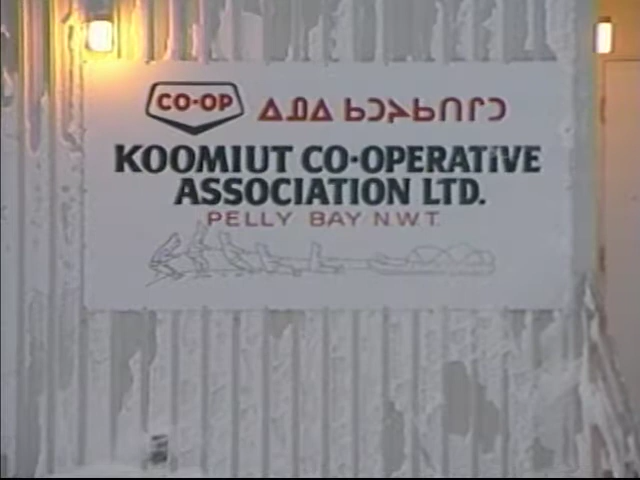 CO-OP
KOOMIUT CO-OPERATIVE
ASSOCIATION LTD.
PELLY BAY N.W.T.